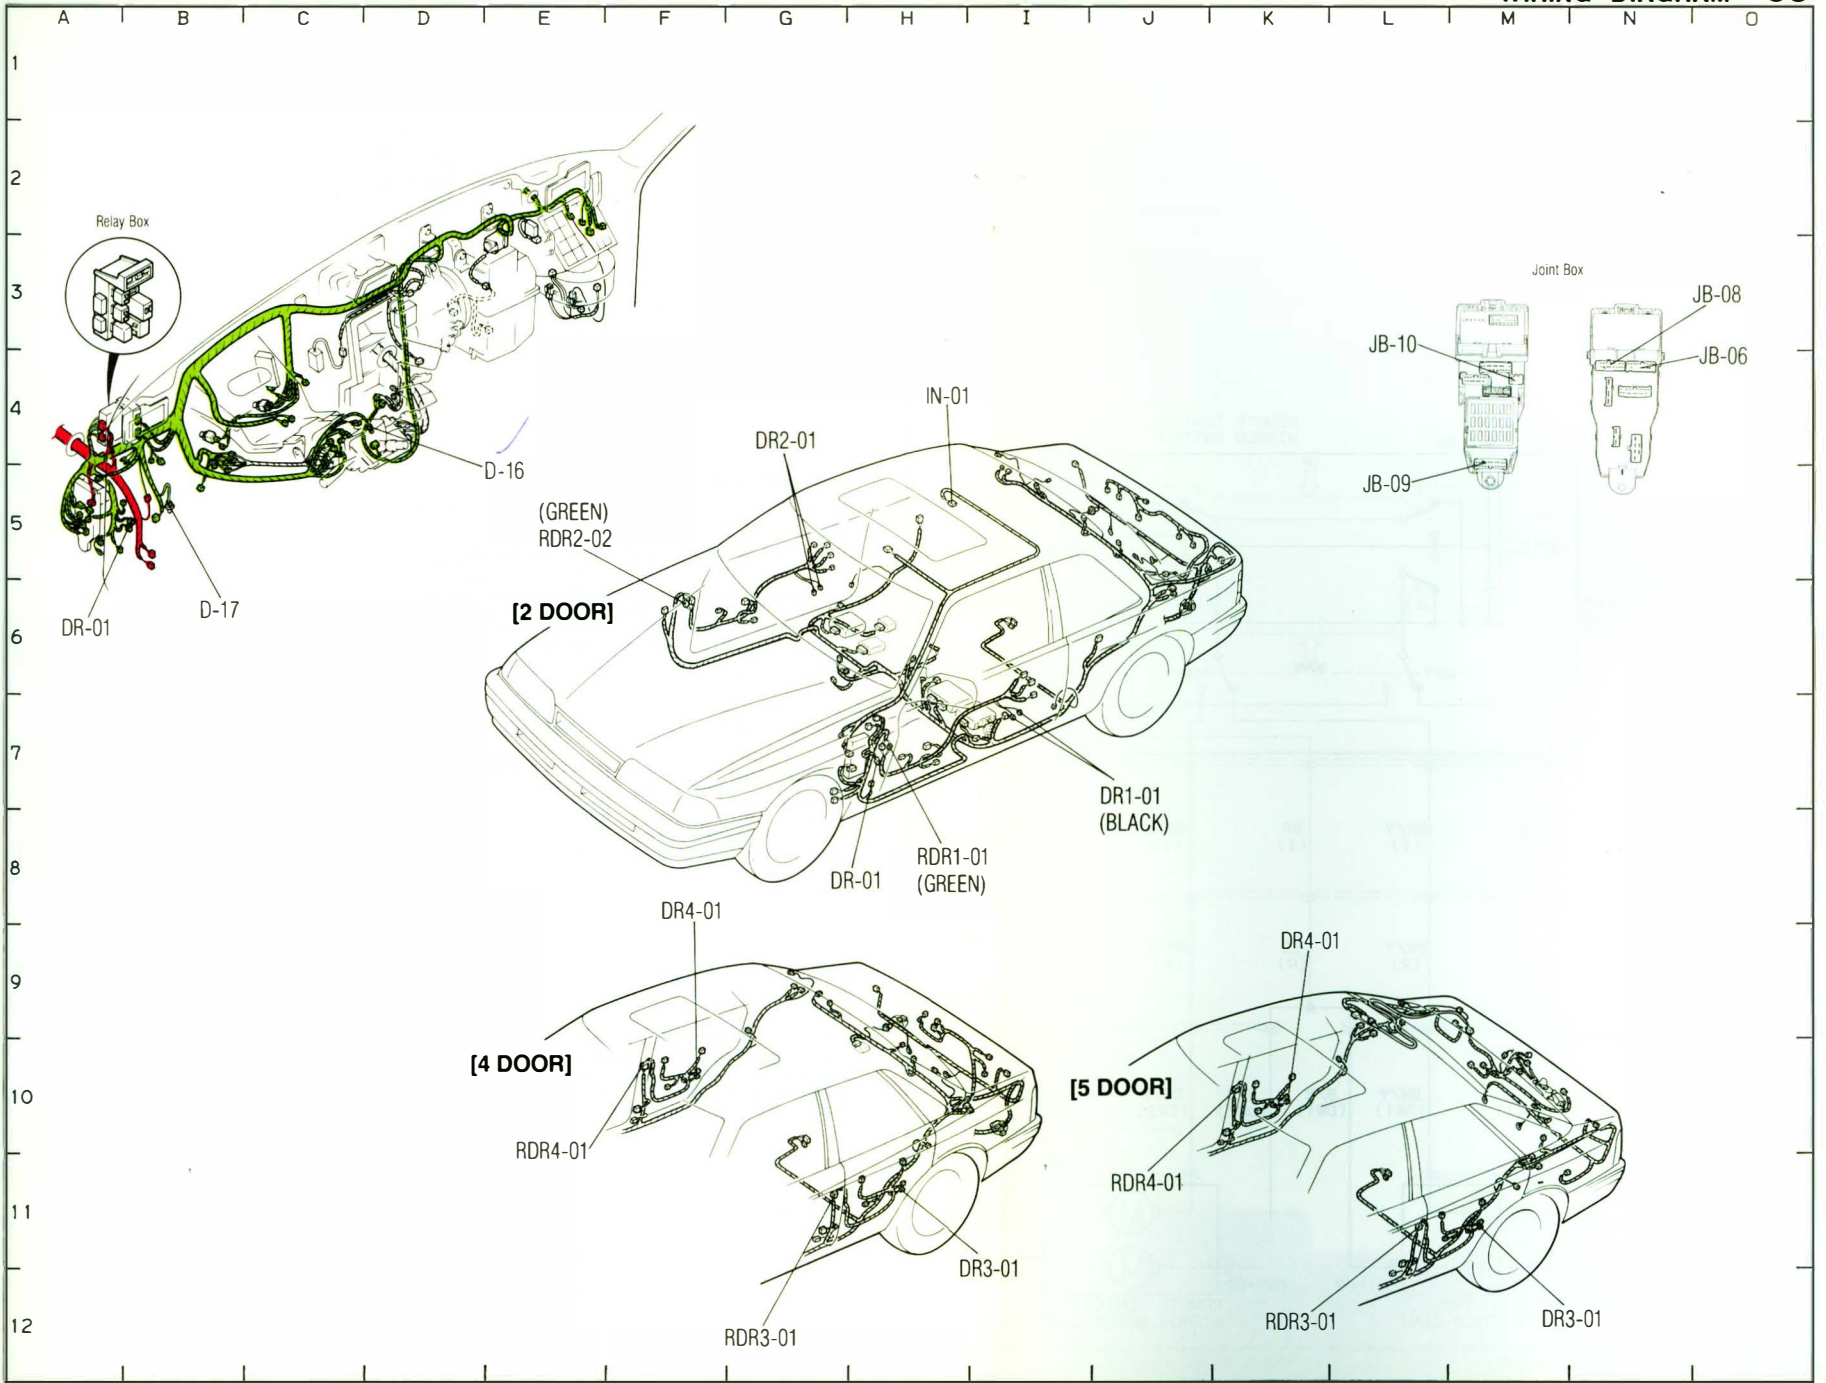 A B C D E F G H I J K L M N O
1
2
3
4
5
6
7
8
9
10
11
12
Relay Box
D-16
D-17
DR-01
Joint Box
JB-08
JB-10
JB-06
JB-09
IN-01
DR2-01
(GREEN)
RDR2-02
[2 DOOR]
DR1-01
(BLACK)
RDR1-01
(GREEN)
DR-01
DR4-01
[4 DOOR]
RDR4-01
DR3-01
RDR3-01
DR4-01
[5 DOOR]
RDR4-01
RDR3-01
DR3-01